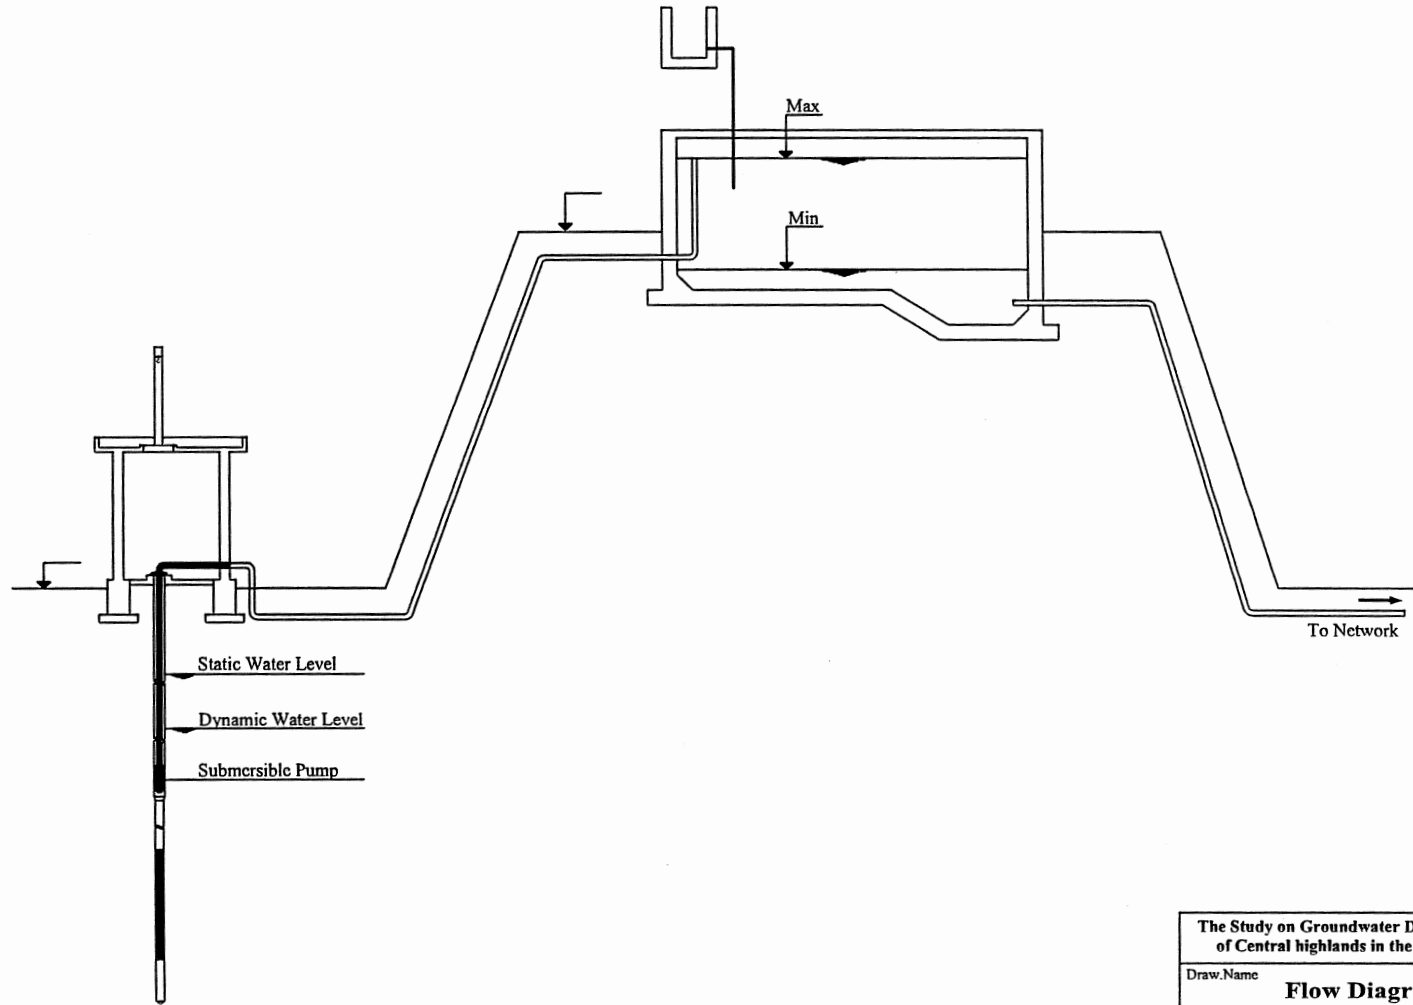 Max
Min
To Network
Static Water Level
Dynamic Water Level
Submersible Pump
The Study on Groundwater D
of Central highlands in the
Draw.Name
Flow Diagr